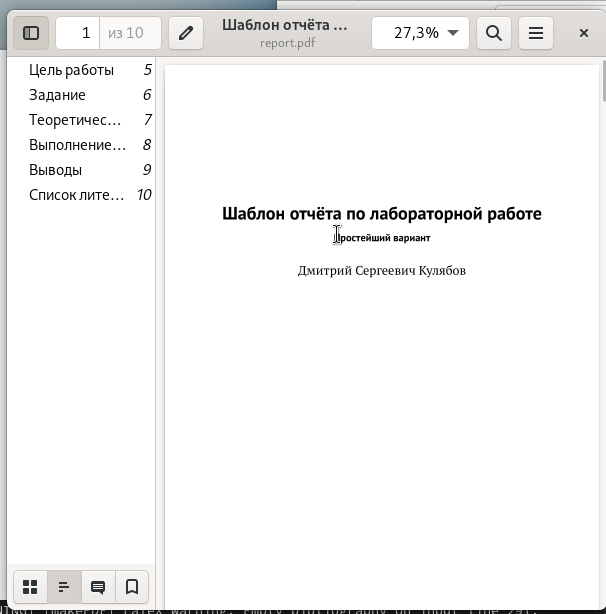 Шаблон отчёта …
report.pdf
1 из 10
27,3%
Цель работы 5
Задание 6
Теоретичес… 7
Выполнение… 8
Выводы 9
Список лите… 10
Шаблон отчёта по лабораторной работе
Простейший вариант
Дмитрий Сергеевич Кулябов